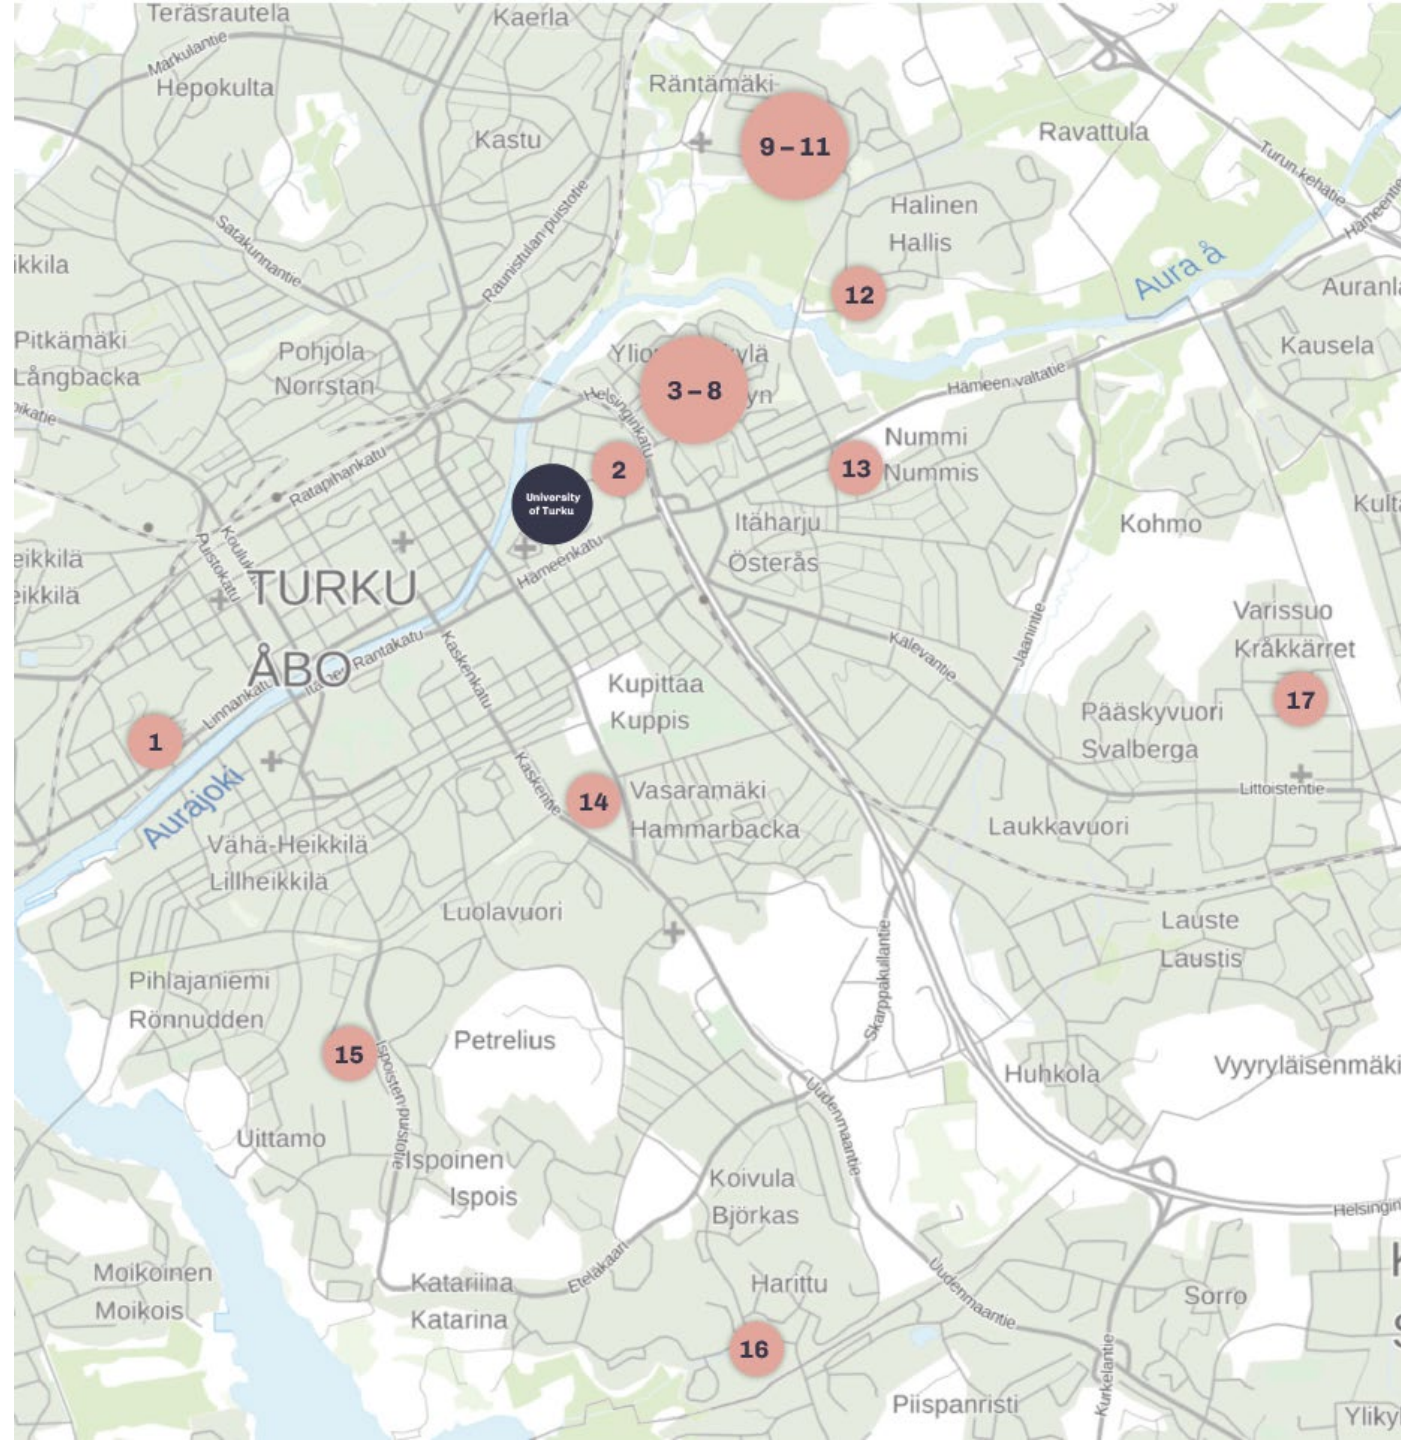 Teräsrautela
Kaerla
Markulantie
Hepokulta
Räntämäki
Kastu
9 – 11
Ravattula
Turun kehätie
Hämeentie
Raunistulan puistotie
Satakunnantie
Halinen
Hallis
Aura å
12
Pitkämäki
Långbacka
Pohjola
Norrstan
Kausela
3 – 8
Helsinginkatu
Hämeen valtatie
Nummi
Nummis
13
2
Ratapihankatu
University
of Turku
Itäharju
Österås
Kohmo
Puistokatu
Hämeenkatu
TURKU
ÅBO
Linnankatu
Rantakatu
Kaskenkatu
Kalevantie
Jaanintie
Varissuo
Kråkkärret
17
Kupittaa
Kuppis
Pääskyvuori
Svalberga
1
Aurajoki
Kaskentie
14
Vasaramäki
Hammarbacka
Littoistentie
Laukkavuori
Vähä-Heikkilä
Lillheikkilä
Luolavuori
Lauste
Laustis
Skarppakullantie
Pihlajaniemi
Rönnudden
15
Ispoisten puistotie
Petrelius
Huhkola
Vyyryläisenmäki
Uudenmaantie
Uittamo
Ispoinen
Ispois
Koivula
Björkas
Eteläkaari
Moikoinen
Moikois
Katariina
Katarina
Harittu
Uudenmaantie
Sorro
16
Kurkelantie
Piispanristi